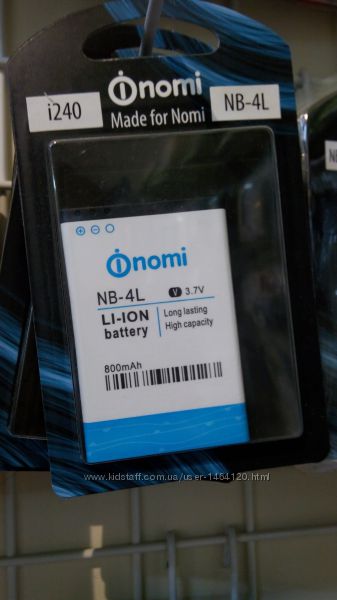 nomi
i240
NB-4L
Made for Nomi
nomi
NB-4L
V 3.7V
LI-ION
battery
Long lasting
High capacity
800mAh
www.kidstaff.com.ua/user-1464120.html